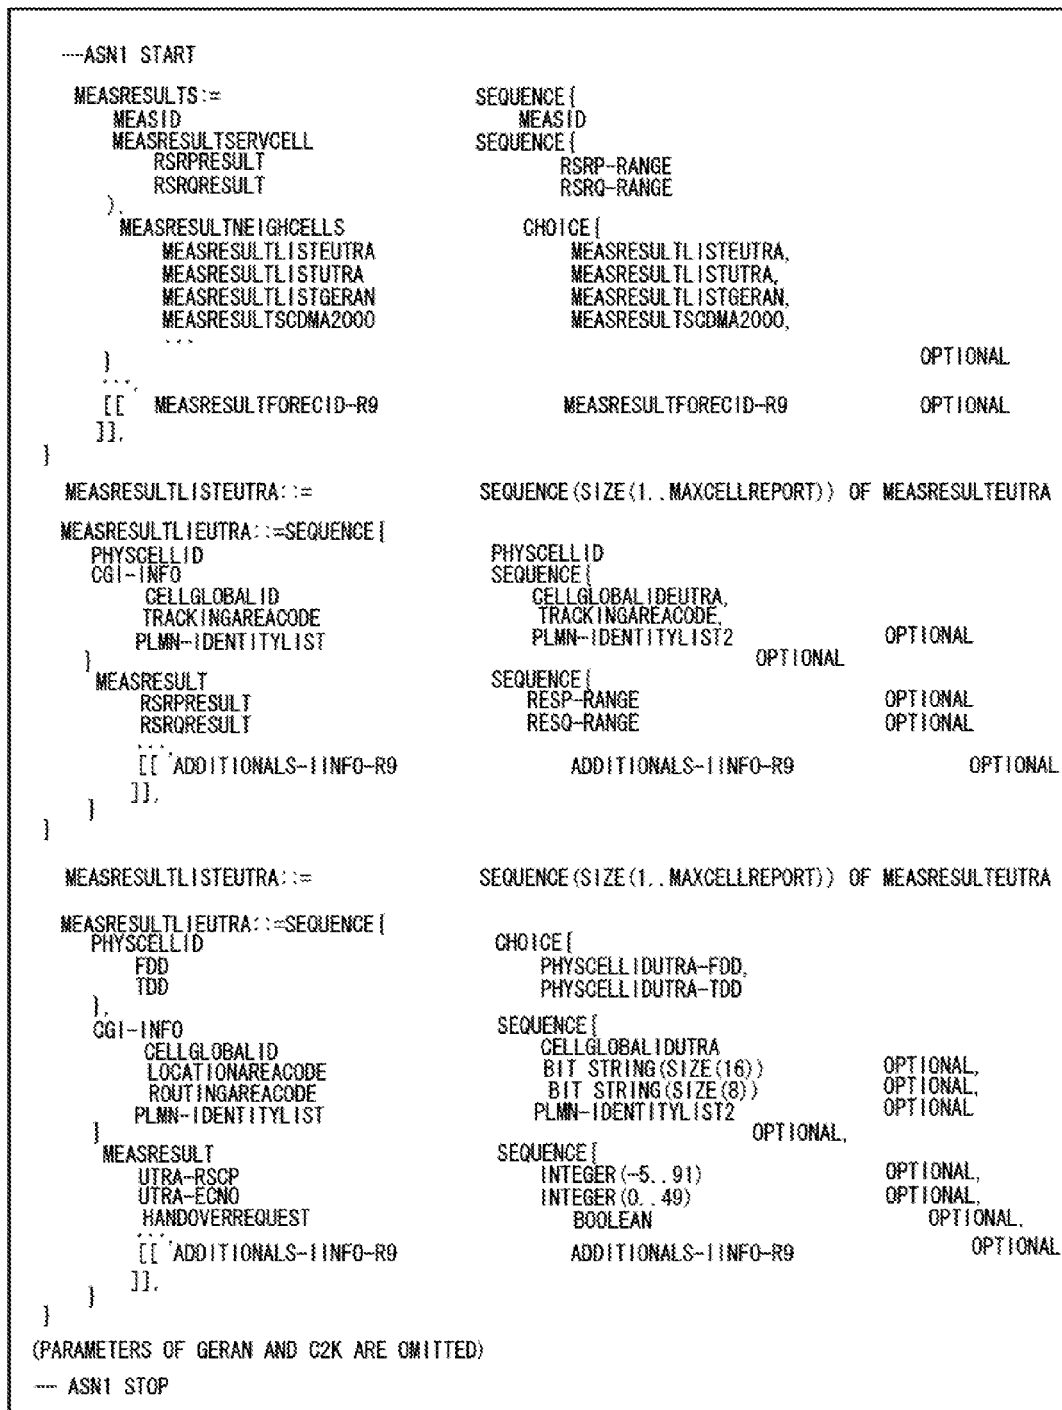 ----ASN1 START
MEASRESULTS:= SEQUENCE{
MEASID MEASID
MEASRESULTSERVCELL SEQUENCE{
RSRPRESULT RSRP-RANGE
RSRQRESULT RSRQ-RANGE
},
MEASRESULTNEIGHCELLS CHOICE{
MEASRESULTLISTEUTRA MEASRESULTLISTEUTRA,
MEASRESULTLISTUTRA MEASRESULTLISTUTRA,
MEASRESULTLISTGERAN MEASRESULTLISTGERAN,
MEASRESULTSCDMA2000 MEASRESULTSCDMA2000,
...
} OPTIONAL
...,
[[ MEASRESULTFORECID-R9 MEASRESULTFORECID-R9 OPTIONAL
]],
}
MEASRESULTLISTEUTRA::= SEQUENCE(SIZE(1..MAXCELLREPORT)) OF MEASRESULTEUTRA
MEASRESULTLIEUTRA::=SEQUENCE{
PHYSCELLID PHYSCELLID
CGI-INFO SEQUENCE{
CELLGLOBALID CELLGLOBALIDEUTRA,
TRACKINGAREACODE TRACKINGAREACODE,
PLMN-IDENTITYLIST PLMN-IDENTITYLIST2 OPTIONAL
} OPTIONAL
MEASRESULT SEQUENCE{
RSRPRESULT RESP-RANGE OPTIONAL
RSRQRESULT RESQ-RANGE OPTIONAL
...,
[[ ADDITIONALS-IINFO-R9 ADDITIONALS-IINFO-R9 OPTIONAL
]],
}
}
MEASRESULTLISTEUTRA::= SEQUENCE(SIZE(1..MAXCELLREPORT)) OF MEASRESULTEUTRA
MEASRESULTLIEUTRA::=SEQUENCE{
PHYSCELLID CHOICE{
FDD PHYSCELLIDUTRA-FDD,
TDD PHYSCELLIDUTRA-TDD
},
CGI-INFO SEQUENCE{
CELLGLOBALID CELLGLOBALIDUTRA
LOCATIONAREACODE BIT STRING(SIZE(16)) OPTIONAL,
ROUTINGAREACODE BIT STRING(SIZE(8)) OPTIONAL,
PLMN-IDENTITYLIST PLMN-IDENTITYLIST2 OPTIONAL
} OPTIONAL,
MEASRESULT SEQUENCE{
UTRA-RSCP INTEGER(-5..91) OPTIONAL,
UTRA-ECNO INTEGER(0..49) OPTIONAL,
HANDOVERREQUEST BOOLEAN OPTIONAL,
...,
[[ ADDITIONALS-IINFO-R9 ADDITIONALS-IINFO-R9 OPTIONAL
]],
}
}
(PARAMETERS OF GERAN AND C2K ARE OMITTED)
--- ASN1 STOP